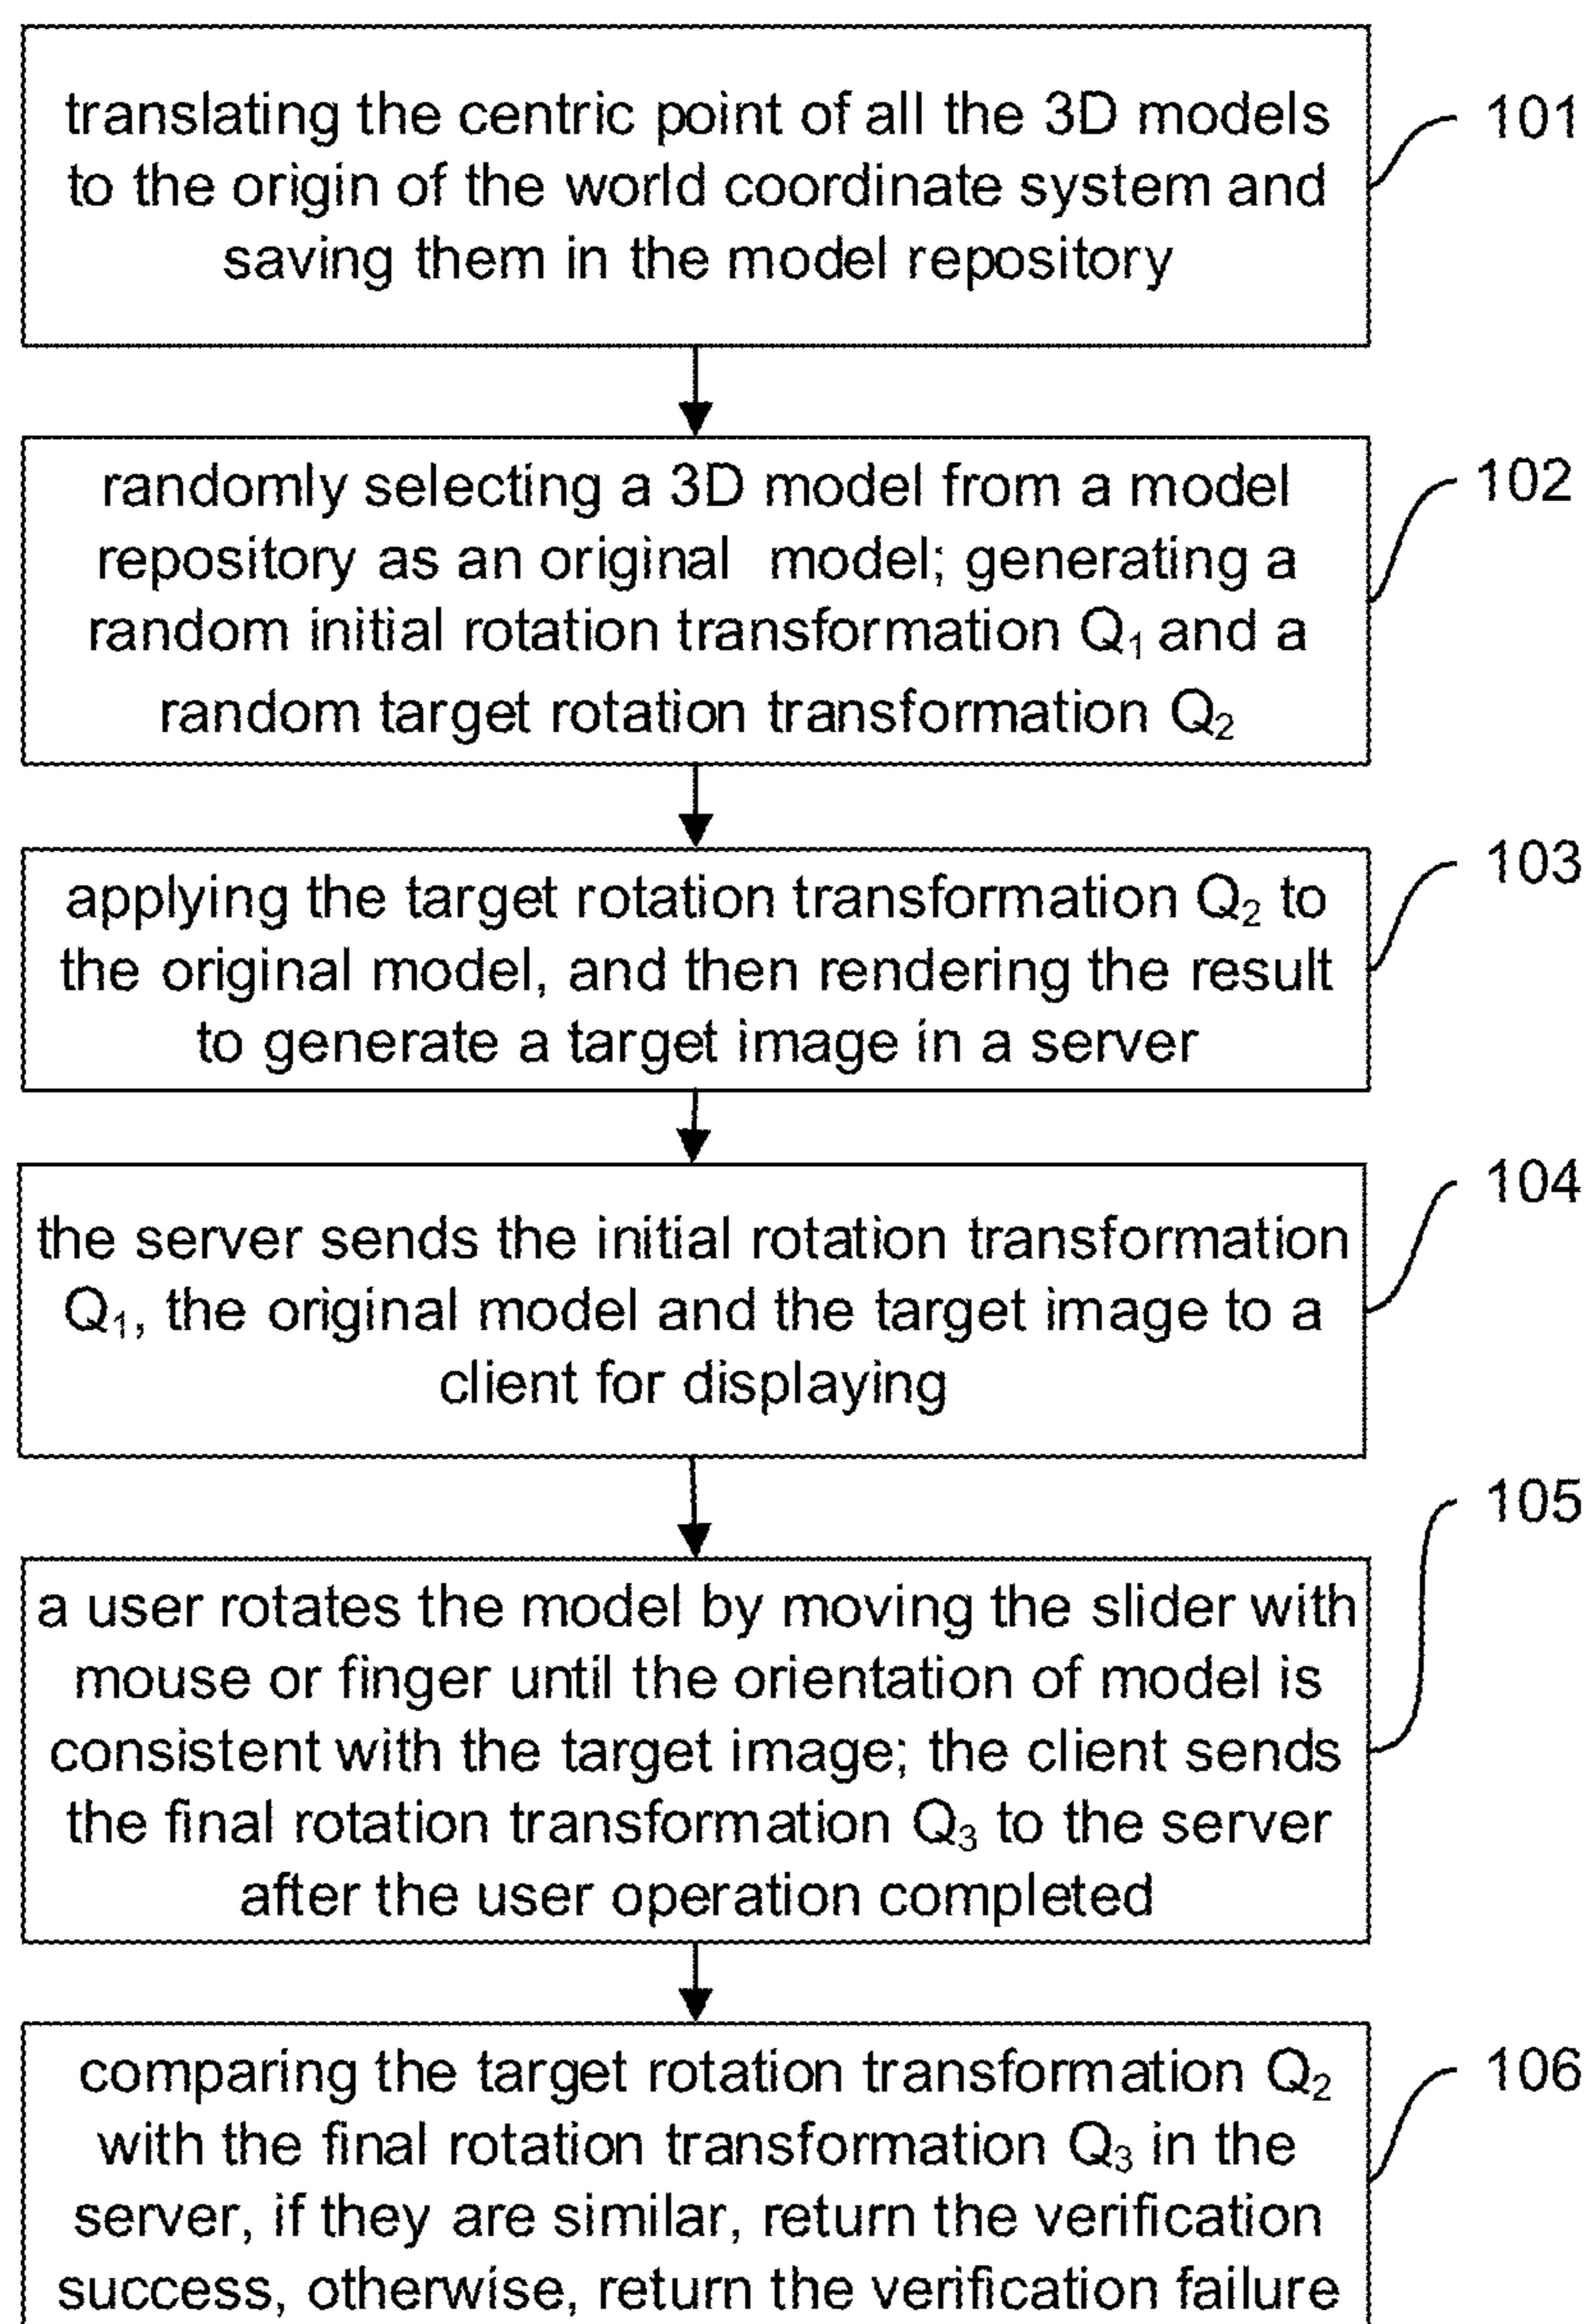 translating the centric point of all the 3D models
to the origin of the world coordinate system and
saving them in the model repository
101
randomly selecting a 3D model from a model
repository as an original model; generating a
random initial rotation transformation Q₁ and a
random target rotation transformation Q₂
102
applying the target rotation transformation Q₂ to
the original model, and then rendering the result
to generate a target image in a server
103
the server sends the initial rotation transformation
Q₁, the original model and the target image to a
client for displaying
104
a user rotates the model by moving the slider with
mouse or finger until the orientation of model is
consistent with the target image; the client sends
the final rotation transformation Q₃ to the server
after the user operation completed
105
comparing the target rotation transformation Q₂
with the final rotation transformation Q₃ in the
server, if they are similar, return the verification
success, otherwise, return the verification failure
106